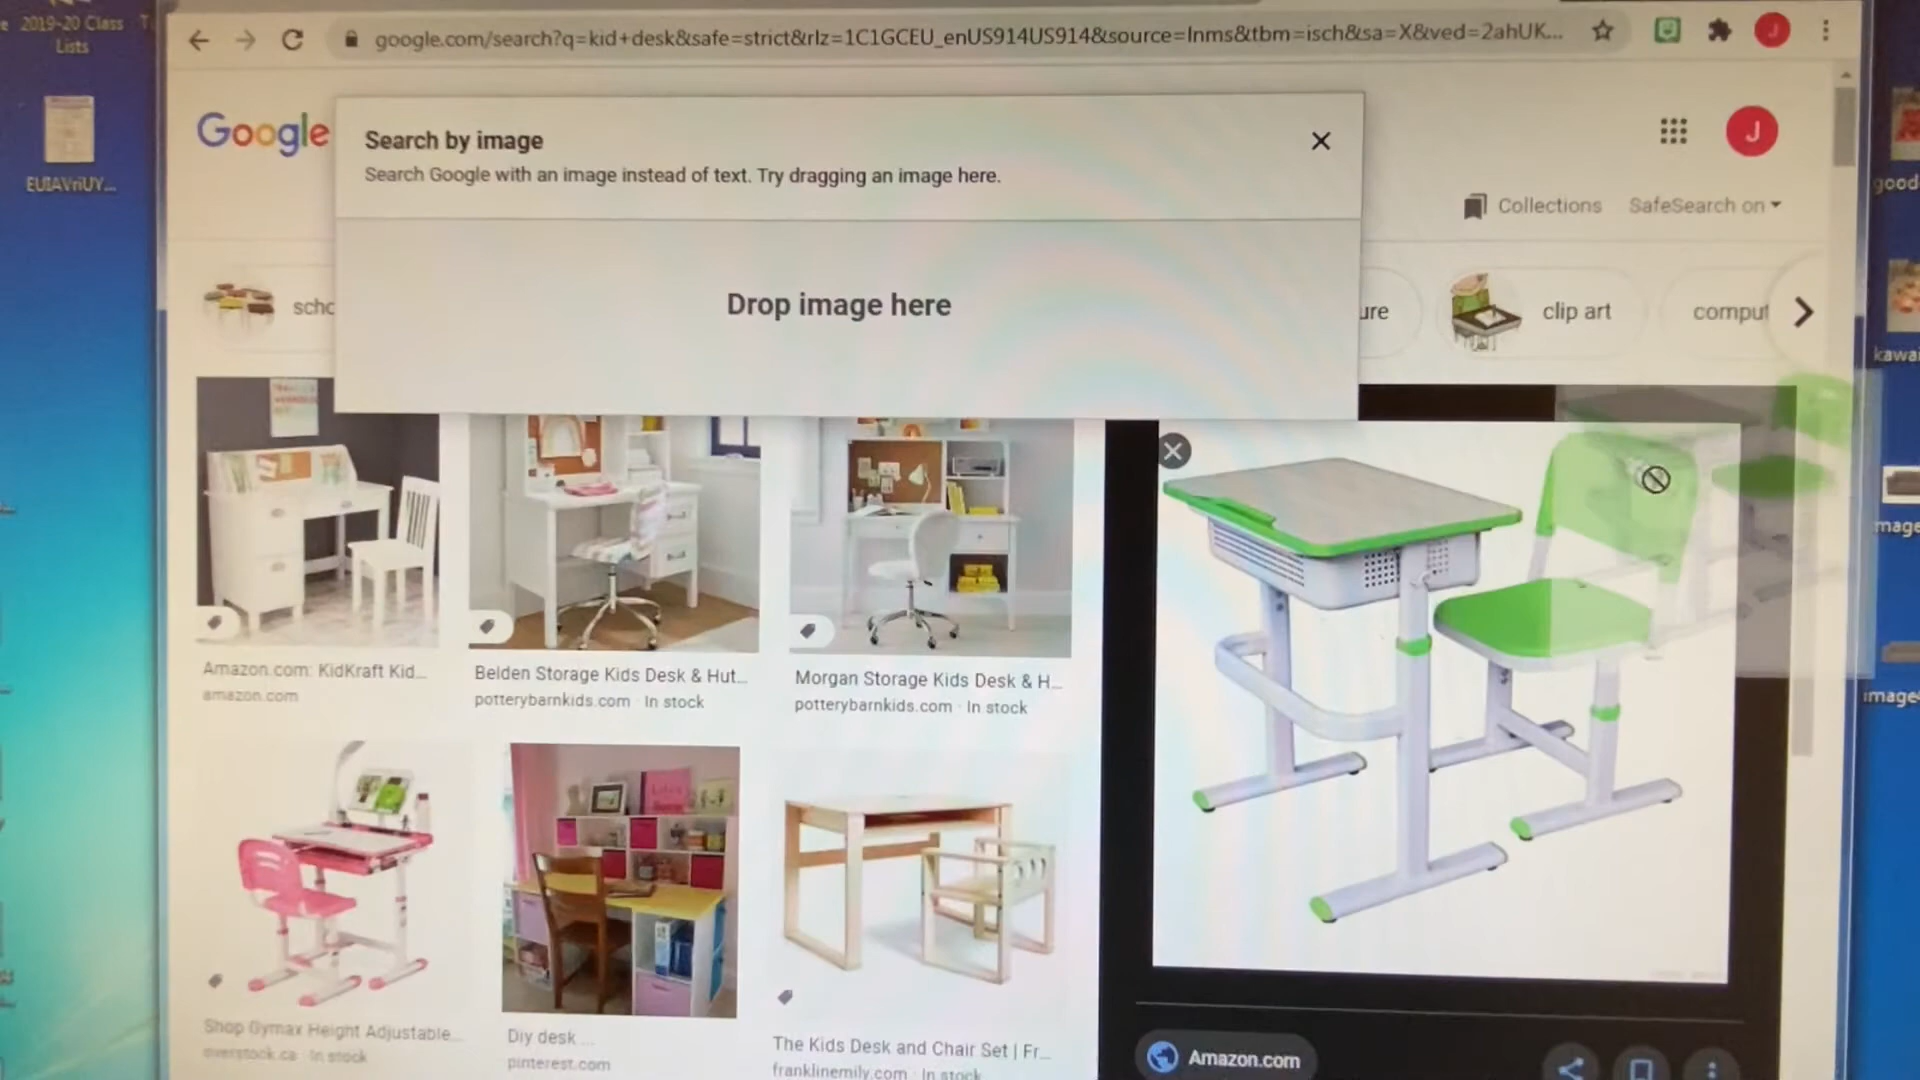 2019-20 Class
Lists
EUIAVriUY...
google.com/search?q=kid+desk&safe=strict&rlz=1C1GCEU_enUS914US914&source=lnms&tbm=isch&sa=X&ved=2ahUK...
J
Google
Search by image
Search Google with an image instead of text. Try dragging an image here.
J
Collections
SafeSearch on
Drop image here
scho
ure
clip art
comput
good
kawai
mage
image
Amazon.com: KidKraft Kid...
amazon.com
Belden Storage Kids Desk & Hut...
potterybarnkids.com · In stock
Morgan Storage Kids Desk & H...
potterybarnkids.com · In stock
Shop Gymax Height Adjustable...
overstock.ca · In stock
Diy desk ...
pinterest.com
The Kids Desk and Chair Set | Fr...
franklinemily.com · In stock
Amazon.com